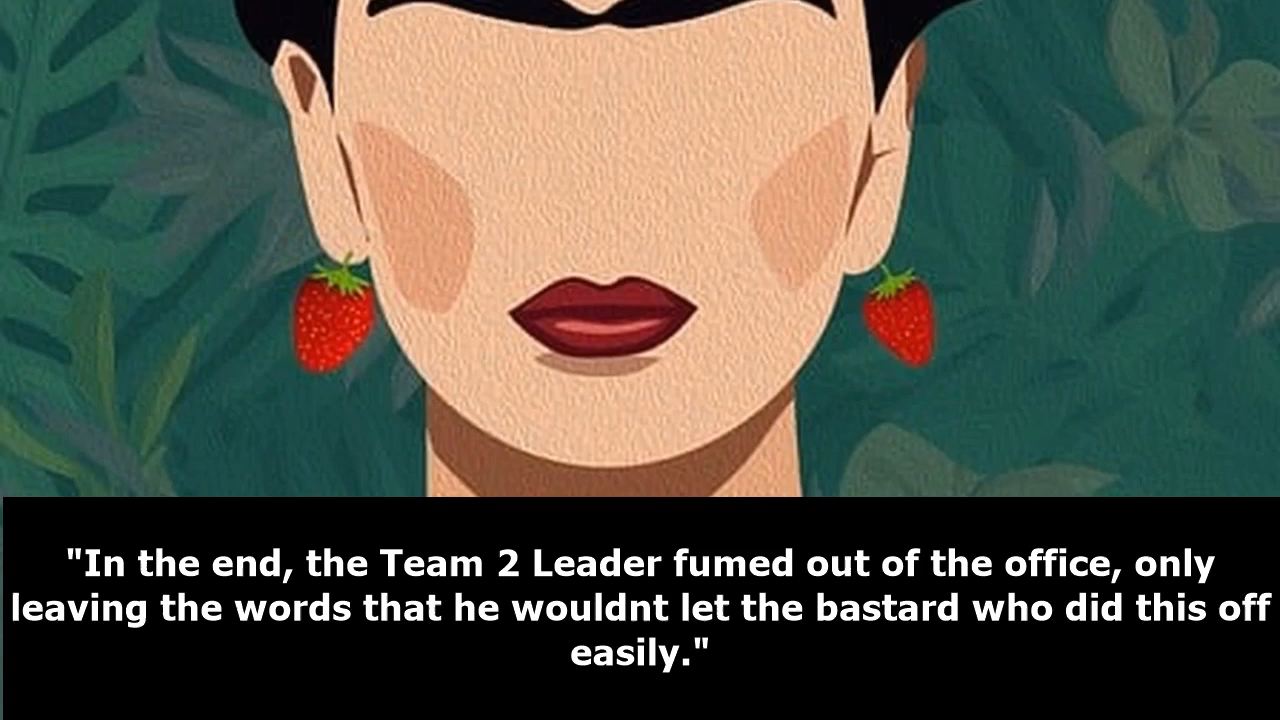 "In the end, the Team 2 Leader fumed out of the office, only
leaving the words that he wouldnt let the bastard who did this off
easily."